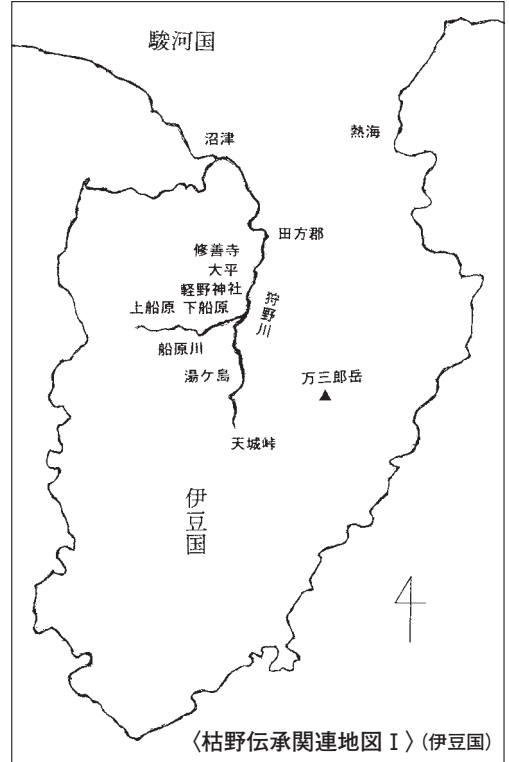 駿河国
沼津
熱海
田方郡
修善寺
大平
軽野神社
上船原 下船原
狩野川
船原川
湯ケ島
万三郎岳
天城峠
伊豆国
〈枯野伝承関連地図Ⅰ〉(伊豆国)